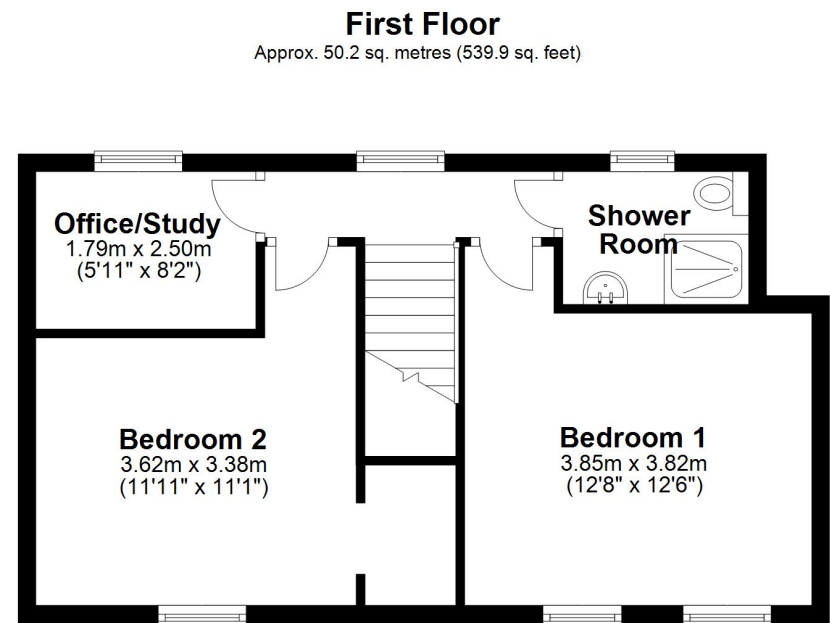 First Floor
Approx. 50.2 sq. metres (539.9 sq. feet)
Office/Study
1.79m x 2.50m
(5'11" x 8'2")
Shower
Room
Bedroom 2
3.62m x 3.38m
(11'11" x 11'1")
Bedroom 1
3.85m x 3.82m
(12'8" x 12'6")